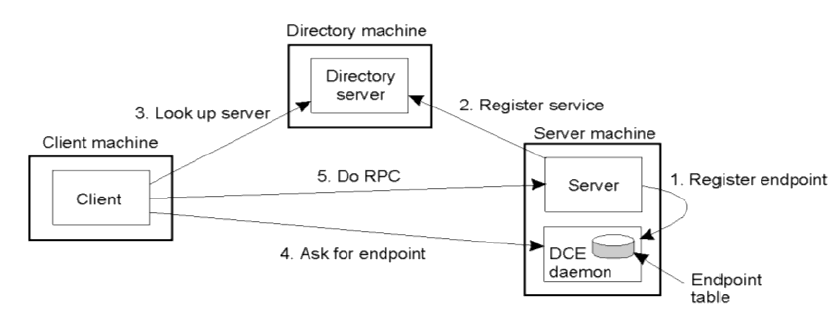 Directory machine
Directory
server
3. Look up server
2. Register service
Client machine
Server machine
Client
5. Do RPC
Server
1. Register endpoint
4. Ask for endpoint
DCE
daemon
Endpoint
table